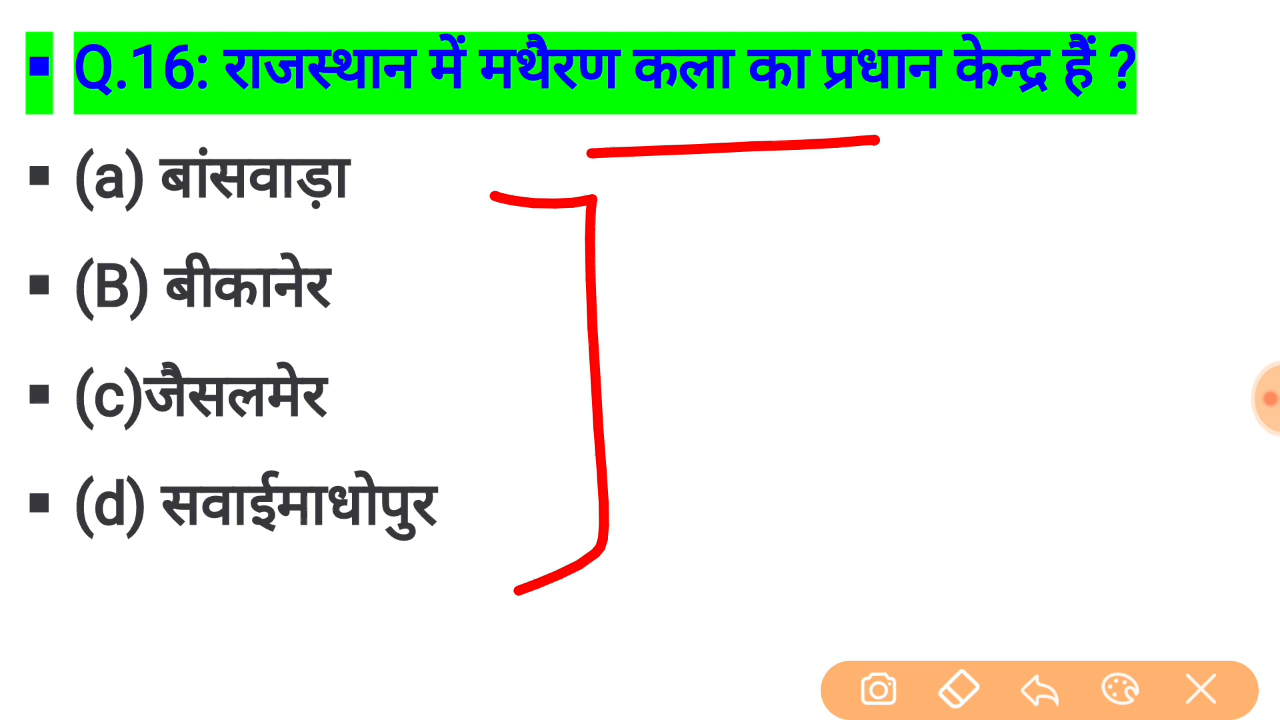 ▪ Q.16: राजस्थान में मथैरण कला का प्रधान केन्द्र हैं ?
▪ (a) बांसवाड़ा
▪ (B) बीकानेर
▪ (c)जैसलमेर
▪ (d) सवाईमाधोपुर